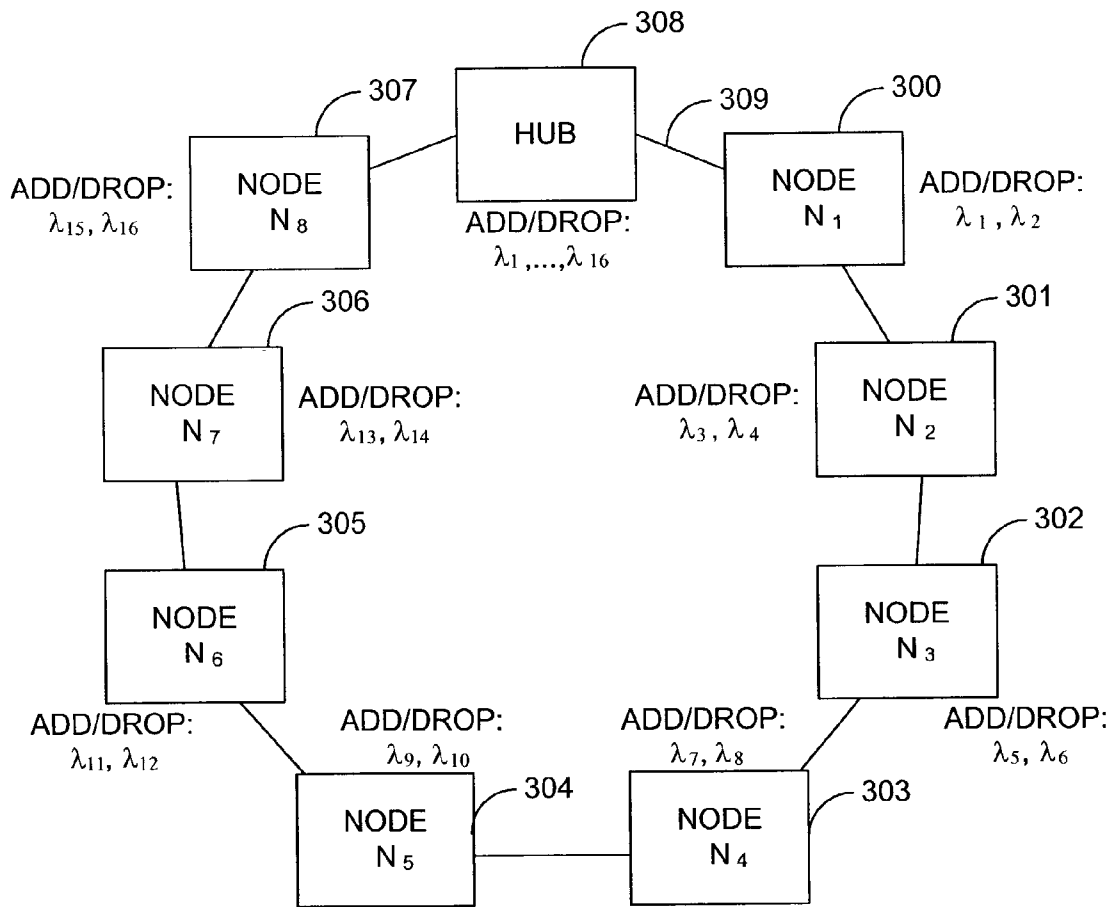 308
307
309
300
HUB
NODE
N8
NODE
N1
ADD/DROP:
λ15, λ16
ADD/DROP:
λ1,...,λ16
ADD/DROP:
λ1, λ2
306
301
NODE
N7
ADD/DROP:
λ13, λ14
ADD/DROP:
λ3, λ4
NODE
N2
305
302
NODE
N6
NODE
N3
ADD/DROP:
λ11, λ12
ADD/DROP:
λ9, λ10
ADD/DROP:
λ7, λ8
ADD/DROP:
λ5, λ6
304
303
NODE
N5
NODE
N4